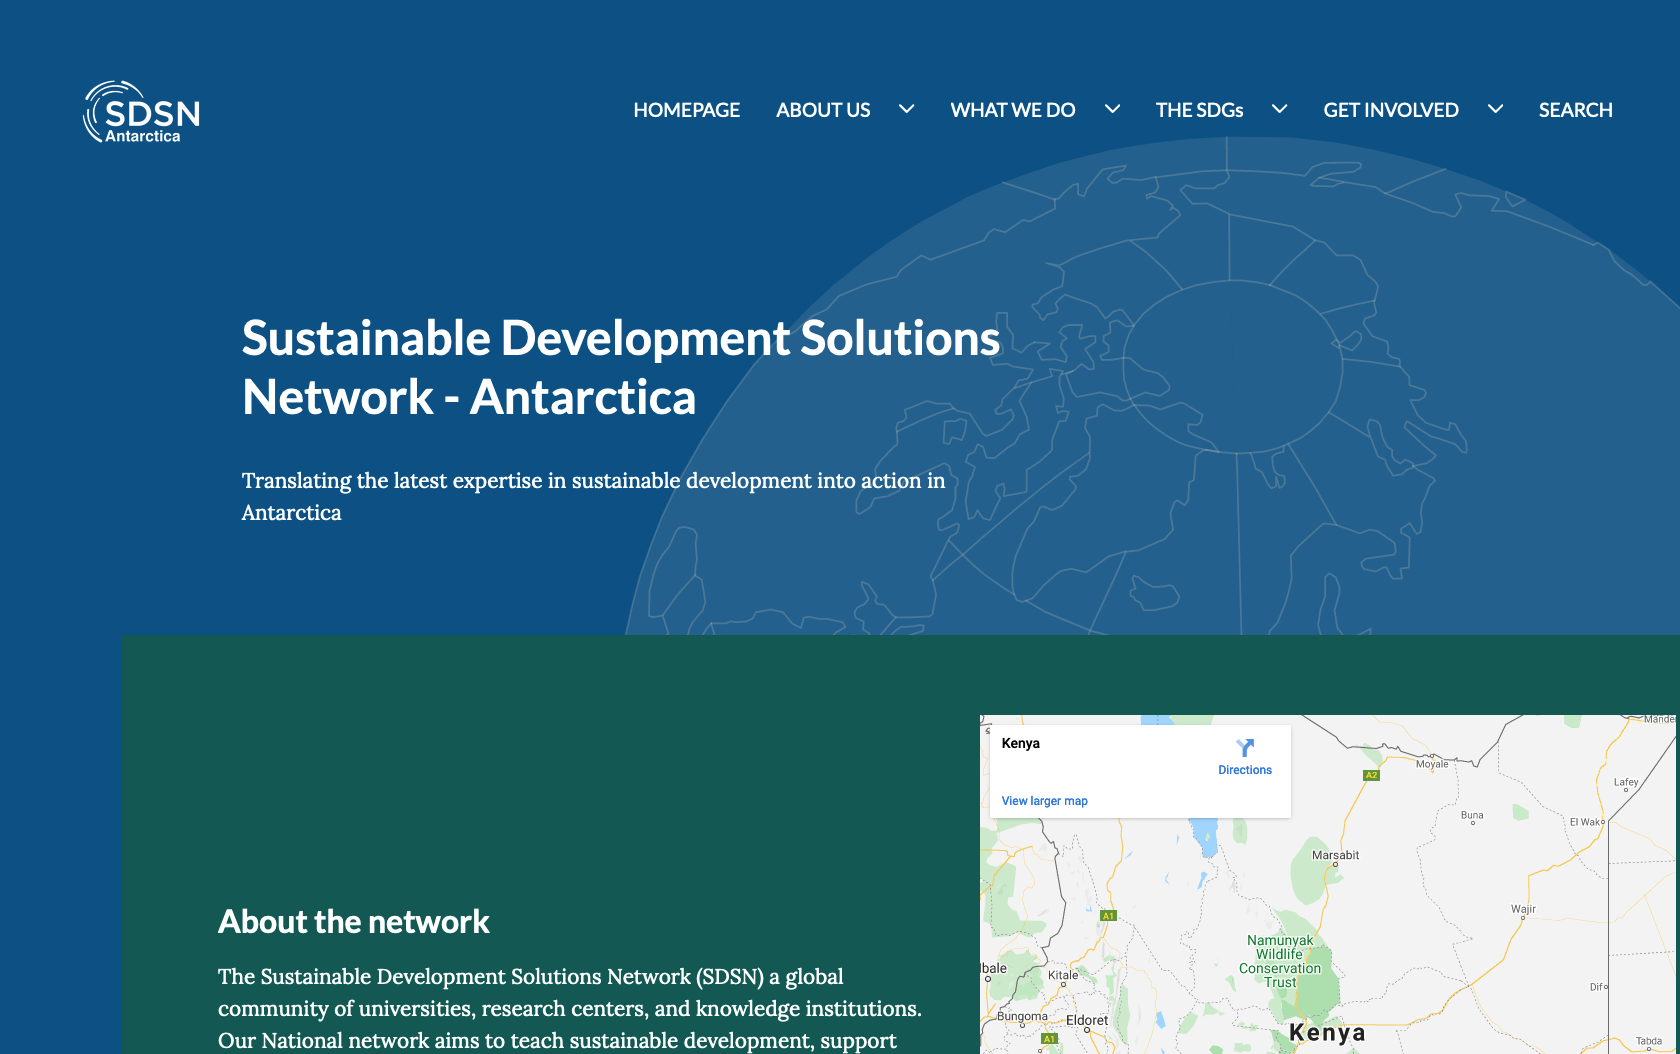 SDSN
Antarctica
HOMEPAGE ABOUT US WHAT WE DO THE SDGs GET INVOLVED SEARCH
Sustainable Development Solutions
Network - Antarctica
Translating the latest expertise in sustainable development into action in
Antarctica
About the network
The Sustainable Development Solutions Network (SDSN) a global
community of universities, research centers, and knowledge institutions.
Our National network aims to teach sustainable development, support
Kenya
Directions
View larger map
Mander
A2
Moyale
Lafey
Buna
El Wak
Marsabit
A1
Wajir
Namunyak
Wildlife
Conservation
Trust
bale
Kitale
Dif
Bungoma
Eldoret
Kenya
A1
Tabda